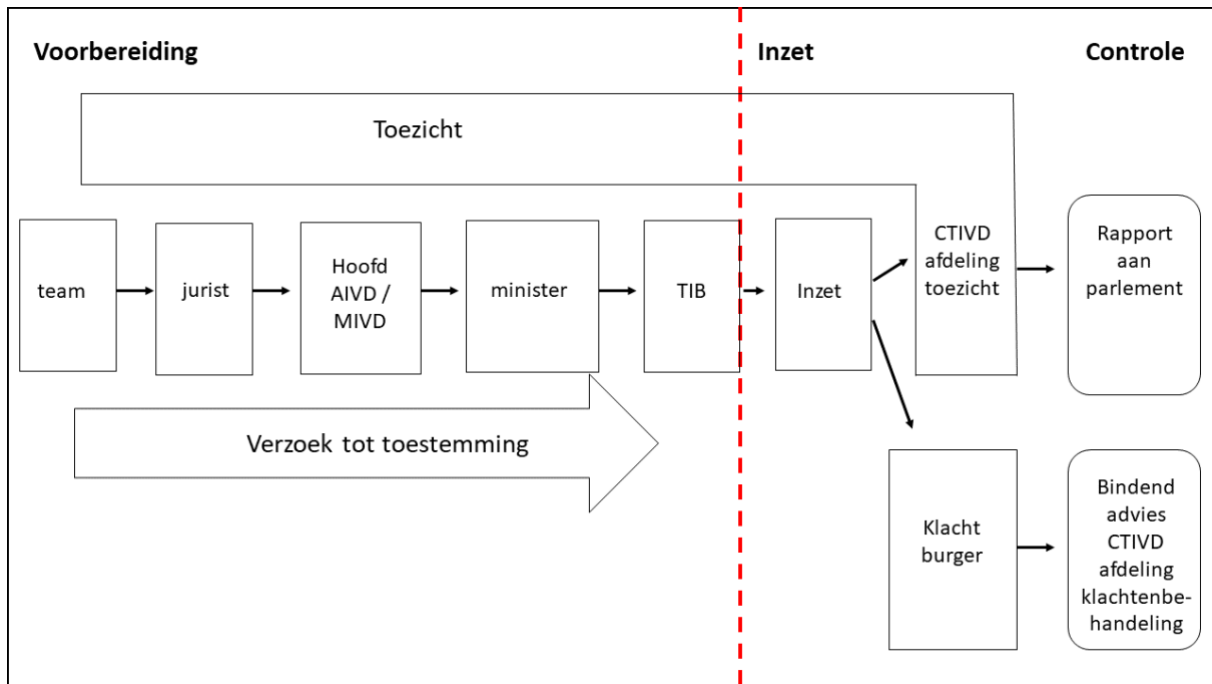 Voorbereiding
Inzet
Controle
Toezicht
team
jurist
Hoofd
AIVD /
MIVD
minister
TIB
Inzet
CTIVD
afdeling
toezicht
Rapport
aan
parlement
Verzoek tot toestemming
Klacht
burger
Bindend
advies
CTIVD
afdeling
klachtenbe-
handeling